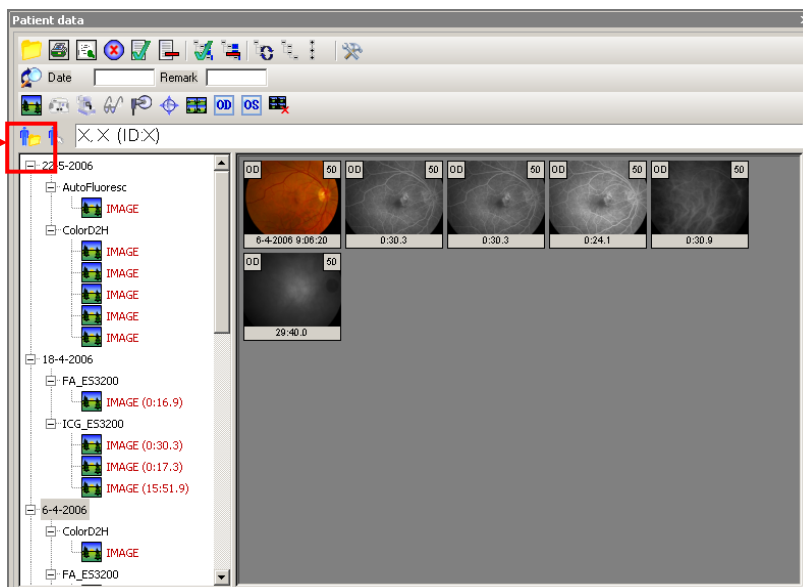 Patient data
Date Remark
OD OS
X, X (ID:X)
22-5-2006
AutoFluoresc
IMAGE
ColorD2H
IMAGE
IMAGE
IMAGE
IMAGE
IMAGE
18-4-2006
FA_ES3200
IMAGE (0:16.9)
ICG_ES3200
IMAGE (0:30.3)
IMAGE (0:17.3)
IMAGE (15:51.9)
6-4-2006
ColorD2H
IMAGE
FA_ES3200
OD 50 OD 50 OD 50 OD 50 50
6-4-2006 9:06:20 0:30.3 0:30.3 0:24.1 0:30.9
OD 50
29:40.0